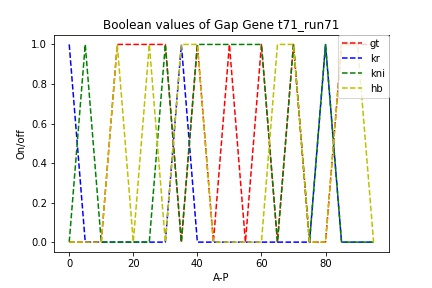 Boolean values of Gap Gene t71_run71
gt
kr
kni
hb
On/off
1.0
0.8
0.6
0.4
0.2
0.0
0 20 40 60 80
A-P